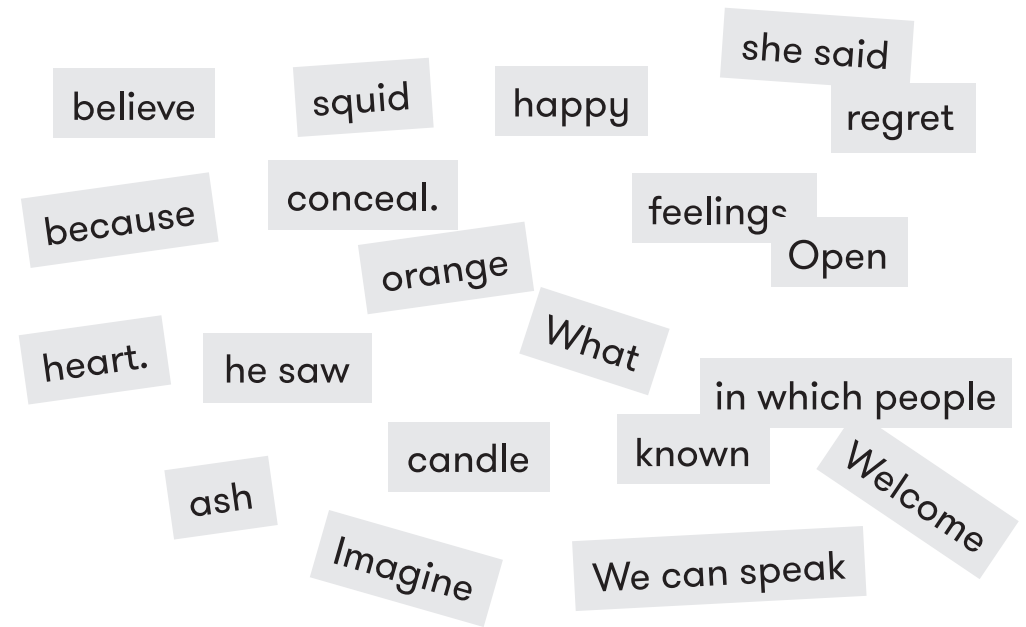 she said
believe
squid
happy
regret
because
conceal.
feelings
Open
orange
What
heart.
he saw
in which people
candle
known
Welcome
ash
Imagine
We can speak